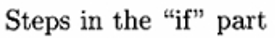 Steps in the “if” part